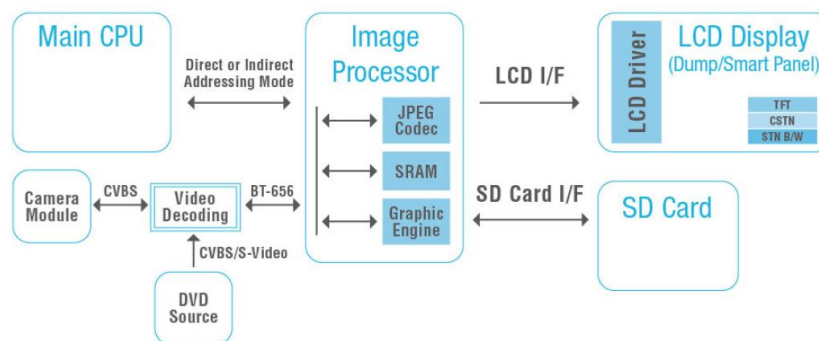 Main CPU
Direct or Indirect
Addressing Mode
Image
Processor
JPEG
Codec
SRAM
Graphic
Engine
LCD I/F
LCD Driver
LCD Display
(Dump/Smart Panel)
TFT
CSTN
STN B/W
Camera
Module
CVBS
Video
Decoding
BT-656
CVBS/S-Video
DVD
Source
SD Card I/F
SD Card